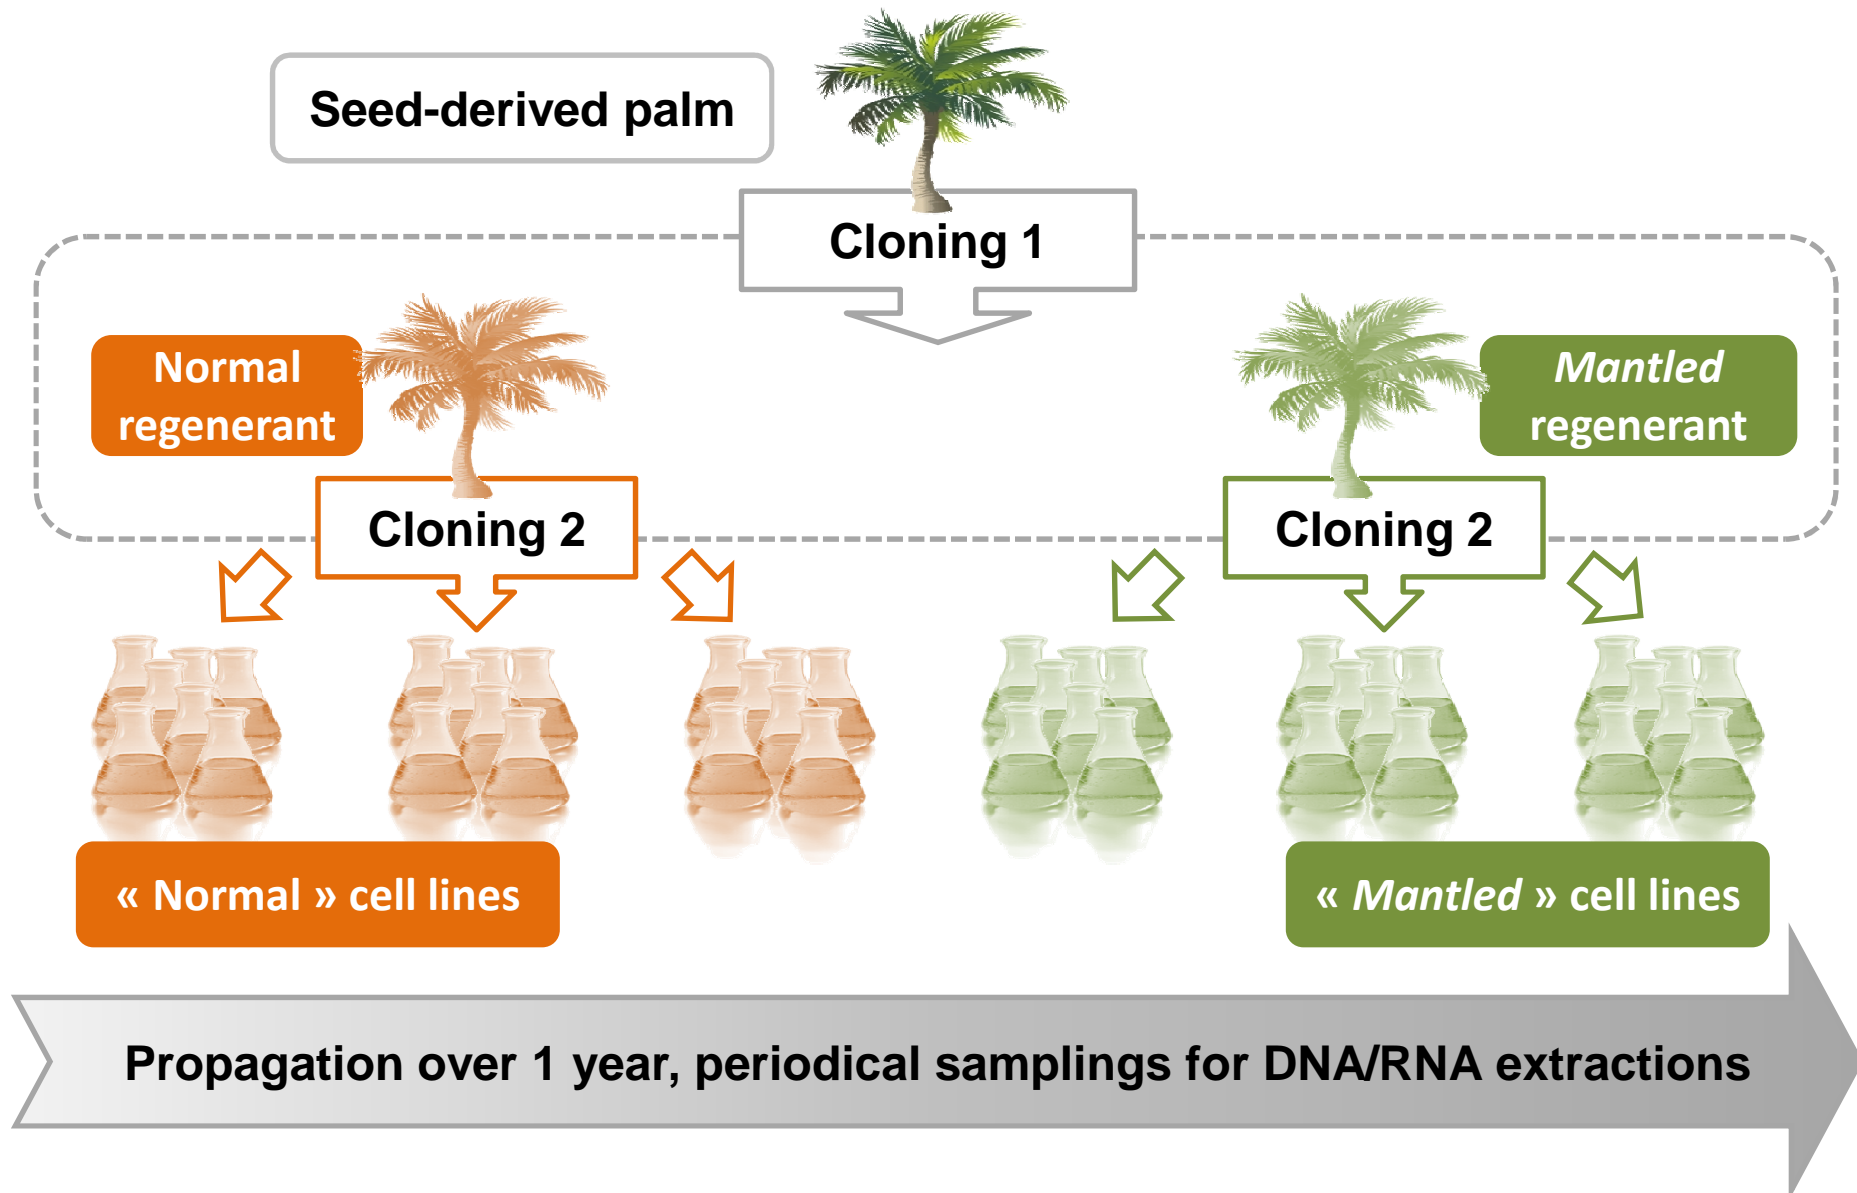 Seed-derived palm
Cloning 1
Normal
regenerant
Mantled
regenerant
Cloning 2
Cloning 2
« Normal » cell lines
« Mantled » cell lines
Propagation over 1 year, periodical samplings for DNA/RNA extractions